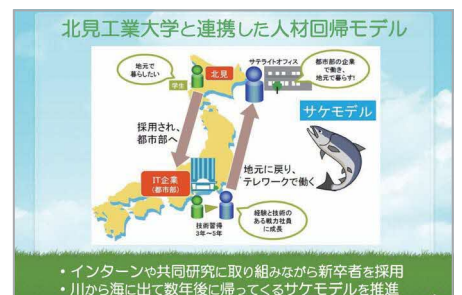 北見工業大学と連携した人材回帰モデル
地元で
暮らしたい
学生
北見
サテライトオフィス
都市部の企業
で働き、
地元で暮らす!
サケモデル
採用され、
都市部へ
地元に戻り、
テレワークで働く
IT企業
(都市部)
技術習得
3年～5年
経験と技術の
ある戦力社員
に成長
・インターンや共同研究に取り組みながら新卒者を採用
・川から海に出て数年後に帰ってくるサケモデルを推進